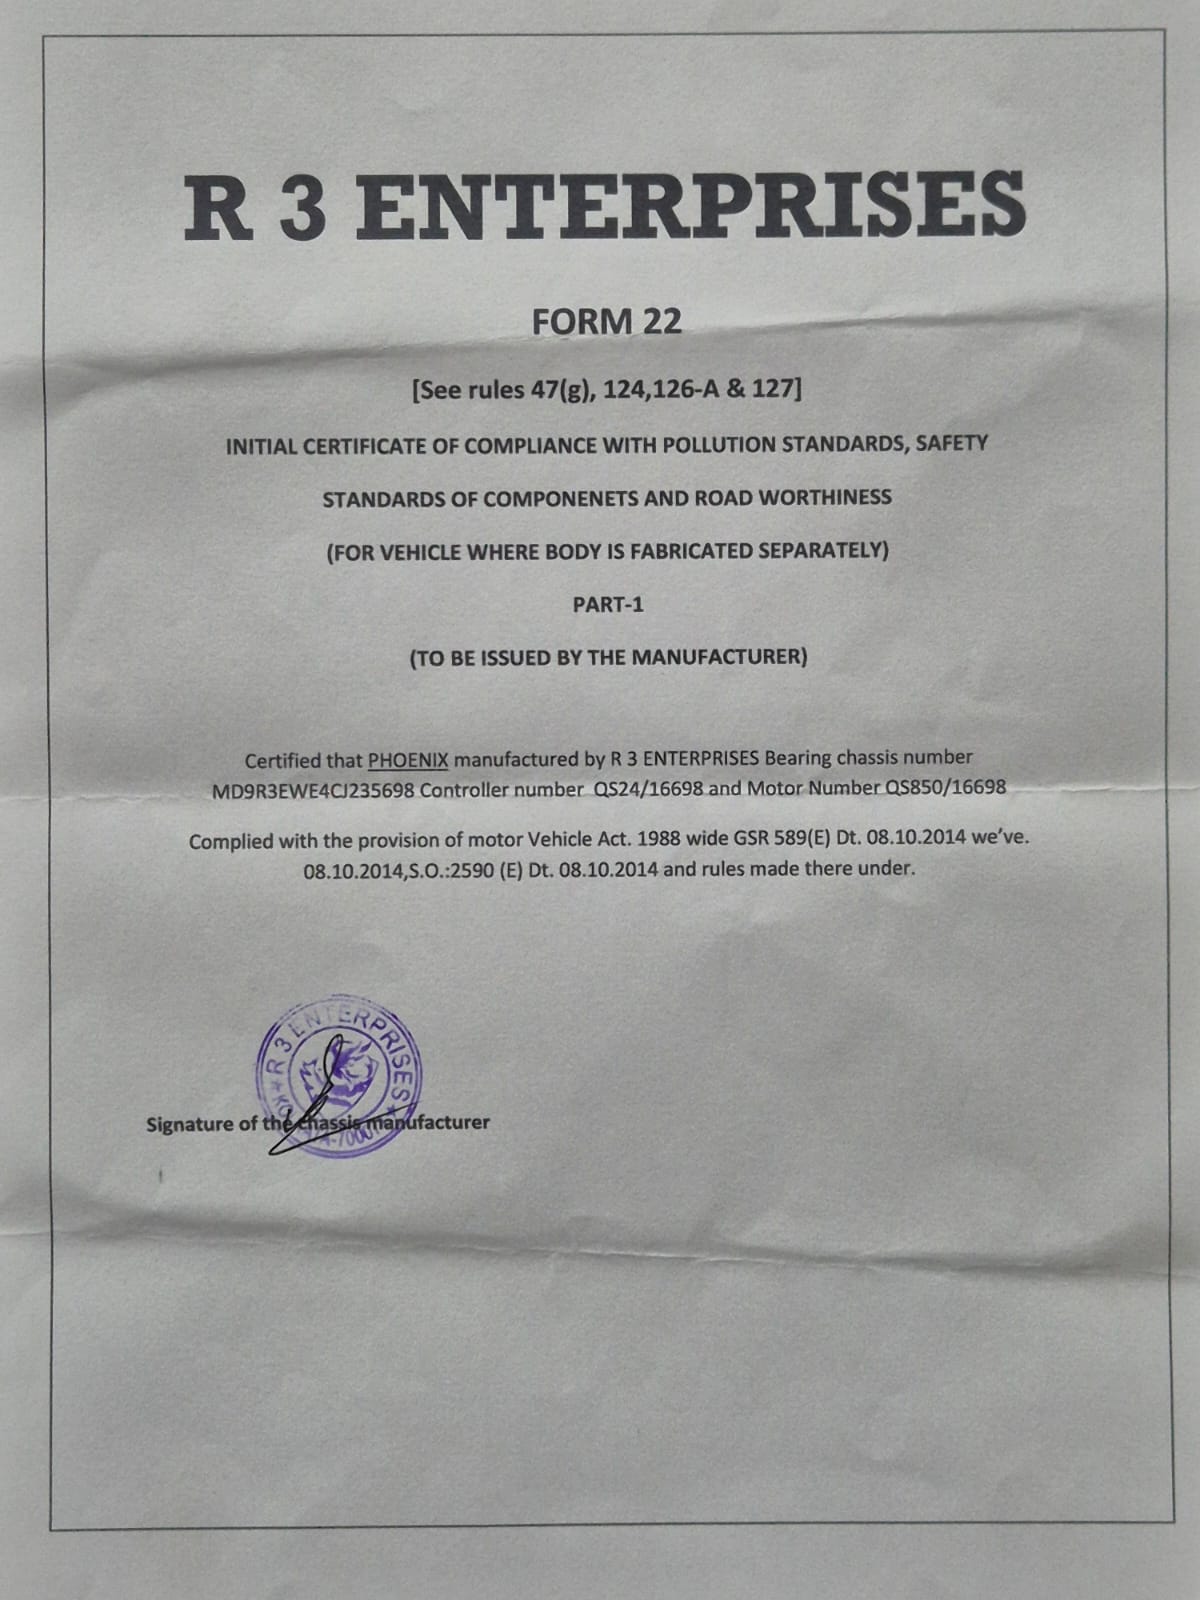 R 3 ENTERPRISES
FORM 22
[See rules 47(g), 124,126-A & 127]
INITIAL CERTIFICATE OF COMPLIANCE WITH POLLUTION STANDARDS, SAFETY
STANDARDS OF COMPONENETS AND ROAD WORTHINESS
(FOR VEHICLE WHERE BODY IS FABRICATED SEPARATELY)
PART-1
(TO BE ISSUED BY THE MANUFACTURER)
Certified that PHOENIX manufactured by R 3 ENTERPRISES Bearing chassis number
MD9R3EWE4CJ235698 Controller number QS24/16698 and Motor Number QS850/16698
Complied with the provision of motor Vehicle Act. 1988 wide GSR 589(E) Dt. 08.10.2014 we've.
08.10.2014,S.O.:2590 (E) Dt. 08.10.2014 and rules made there under.
R 3 ENTERPRISES
Signature of the chassis manufacturer